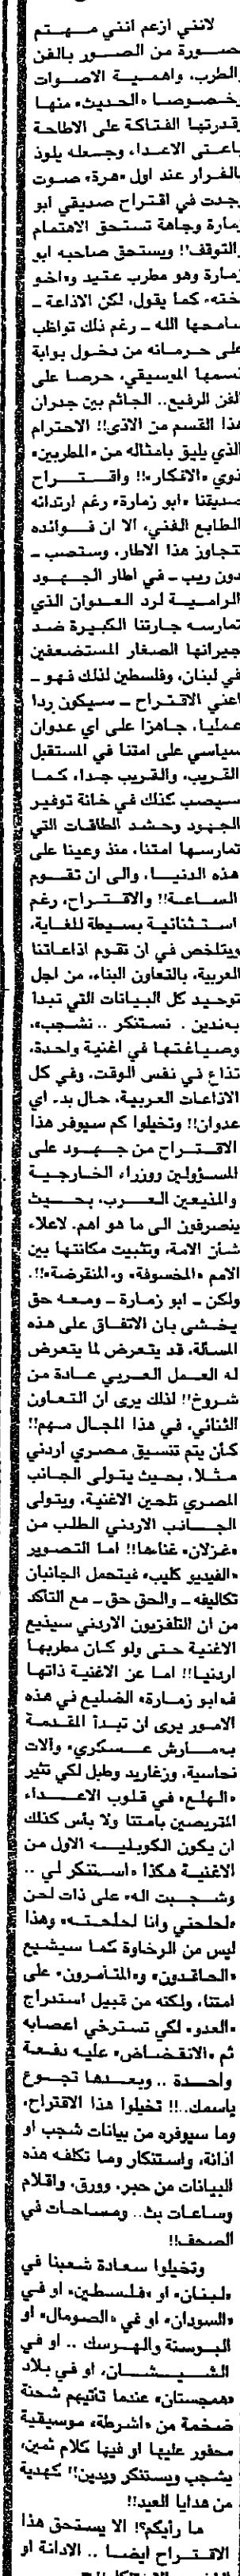 لانني ازعم انني مهتم
بصورة من الصور بالفن
والطرب، واهمية الاصوات
وخصوصا «الحديث» منها
وقدرتها الفتاكة على الاطاحة
باعتى الاعداء، وجعله يلوذ
بالفرار عند اول «هرة» صوت
وجدت في اقتراح صديقي ابو
زمارة وجاهة تستحق الاهتمام
والتوقف!! ويستحق صاحبه ابو
زمارة وهو مطرب عتيد و«اخو
خته» كما يقول، لكن الاذاعة ـ
سامحها الله ـ رغم ذلك تواظب
على حرمانه من دخول بوابة
قسمها الموسيقي، حرصا على
الفن الرفيع.. الجاثم بين جدران
هذا القسم من الاذى!! الاحترام
الذي يليق بامثاله من «المطربين»
ذوي «الافكار»!! واقتراح
صديقنا «ابو زمارة» رغم ارتدائه
الطابع الفني، الا ان فوائده
تتجاوز هذا الاطار، وستصب ـ
دون ريب ـ في اطار الجهود
الرامية لرد العدوان الذي
تمارسه جارتنا الكبيرة ضد
جيرانها الصغار المستضعفين
في لبنان، وفلسطين لذلك فهو ـ
اعني الاقتراح ـ سيكون ردا
عمليا، جاهزا على اي عدوان
سياسي على امتنا في المستقبل
القريب، والقريب جدا، كما
سيصب كذلك في خانة توفير
الجهود وحشد الطاقات التي
تمارسها امتنا، منذ وعينا على
هذه الدنيا، والى ان تقوم
الساعة!! والاقتراح، رغم
استثنائية بسيطة للغاية،
ويتلخص في ان تقوم اذاعاتنا
العربية، بالتعاون البناء، من اجل
توحيد كل البيانات التي تبدا
بـ«ندين . نستنكر .. نشجب»،
وصياغتها في اغنية واحدة،
تذاع في نفس الوقت، وفي كل
الاذاعات العربية، حال بدء اي
عدوان!! وتخيلوا كم سيوفر هذا
الاقتراح من جهود على
المسؤولين ووزراء الخارجية
والمذيعين العرب، بحيث
ينصرفون الى ما هو اهم، لاعلاء
شأن الامة، وتثبيت مكانتها بين
الامم «المخسوفة» و«المنقرضة»!!.
ولكن ـ ابو زمارة ـ ومعه حق
يخشى بان الاتفاق على هذه
المسألة، قد يتعرض لما يتعرض
له العمل العربي عادة من
شروخ!! لذلك يرى ان التعاون
الثنائي، في هذا المجال مهم!!
كأن يتم تنسيق مصري اردني
مثلا، بحيث يتولى الجانب
المصري تلحين الاغنية، ويتولى
الجانب الاردني الطلب من
«غزلان» غناءها!! اما التصوير
«الفيديو كليب» فيتحمل الجانبان
تكاليفه ـ والحق حق ـ مع التأكد
من ان التلفزيون الاردني سيذيع
الاغنية حتى ولو كان مطربها
اردنيا!! اما عن الاغنية ذاتها
فـ«ابو زمارة» الضليع في هذه
الامور يرى ان تبدأ المقدمة
بـ«مارش عسكري» وآلات
نحاسية، وزغاريد وطبل لكي تثير
«الهلع» في قلوب الاعداء
المتربصين بامتنا ولا بأس كذلك
ان يكون الكوبليه الاول من
الاغنية هكذا «استنكر لي ..
وشجبت اله» على ذات لحن
«لحلحني وانا لحلحته» وهذا
ليس من الرخاوة كما سيشيع
«الحاقدون» و«المتآمرون» على
امتنا، ولكنه من قبيل استدراج
«العدو» لكي تسترخي اعصابه
ثم «الانقضاض» عليه دفعة
واحدة .. وبعدها تجوع
ياسمك..!! تخيلوا هذا الاقتراح،
وما سيوفره من بيانات شجب او
ادانة، واستنكار وما تكلفه هذه
البيانات من حبر، وورق، واقلام
وساعات بث.. ومساحات في
الصحف!!
وتخيلوا سعادة شعبنا في
«لبنان» او «فلسطين» او في
«السودان» او في «الصومال» او
البوسنة والهرسك .. او في
الشيشان، او في بلاد
«همجستان» عندما تأتيهم شحنة
ضخمة من «اشرطة» موسيقية
محفور عليها او فيها كلام ثمين،
يشجب ويستنكر ويدين!! كهدية
من هدايا العيد!!
ما رأيكم؟! الا يستحق هذا
الاقتراح ايضا .. الادانة او